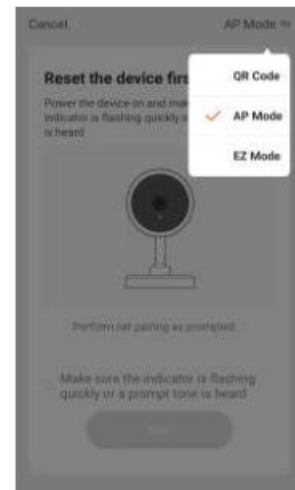 Cancel
AP Mode
QR Code
AP Mode
EZ Mode
Reset the device firs
Power the device on and mak
indicator is flashing quickly o
is heard
Perform net pairing as prompted.
Make sure the indicator is flashing
quickly or a prompt tone is heard